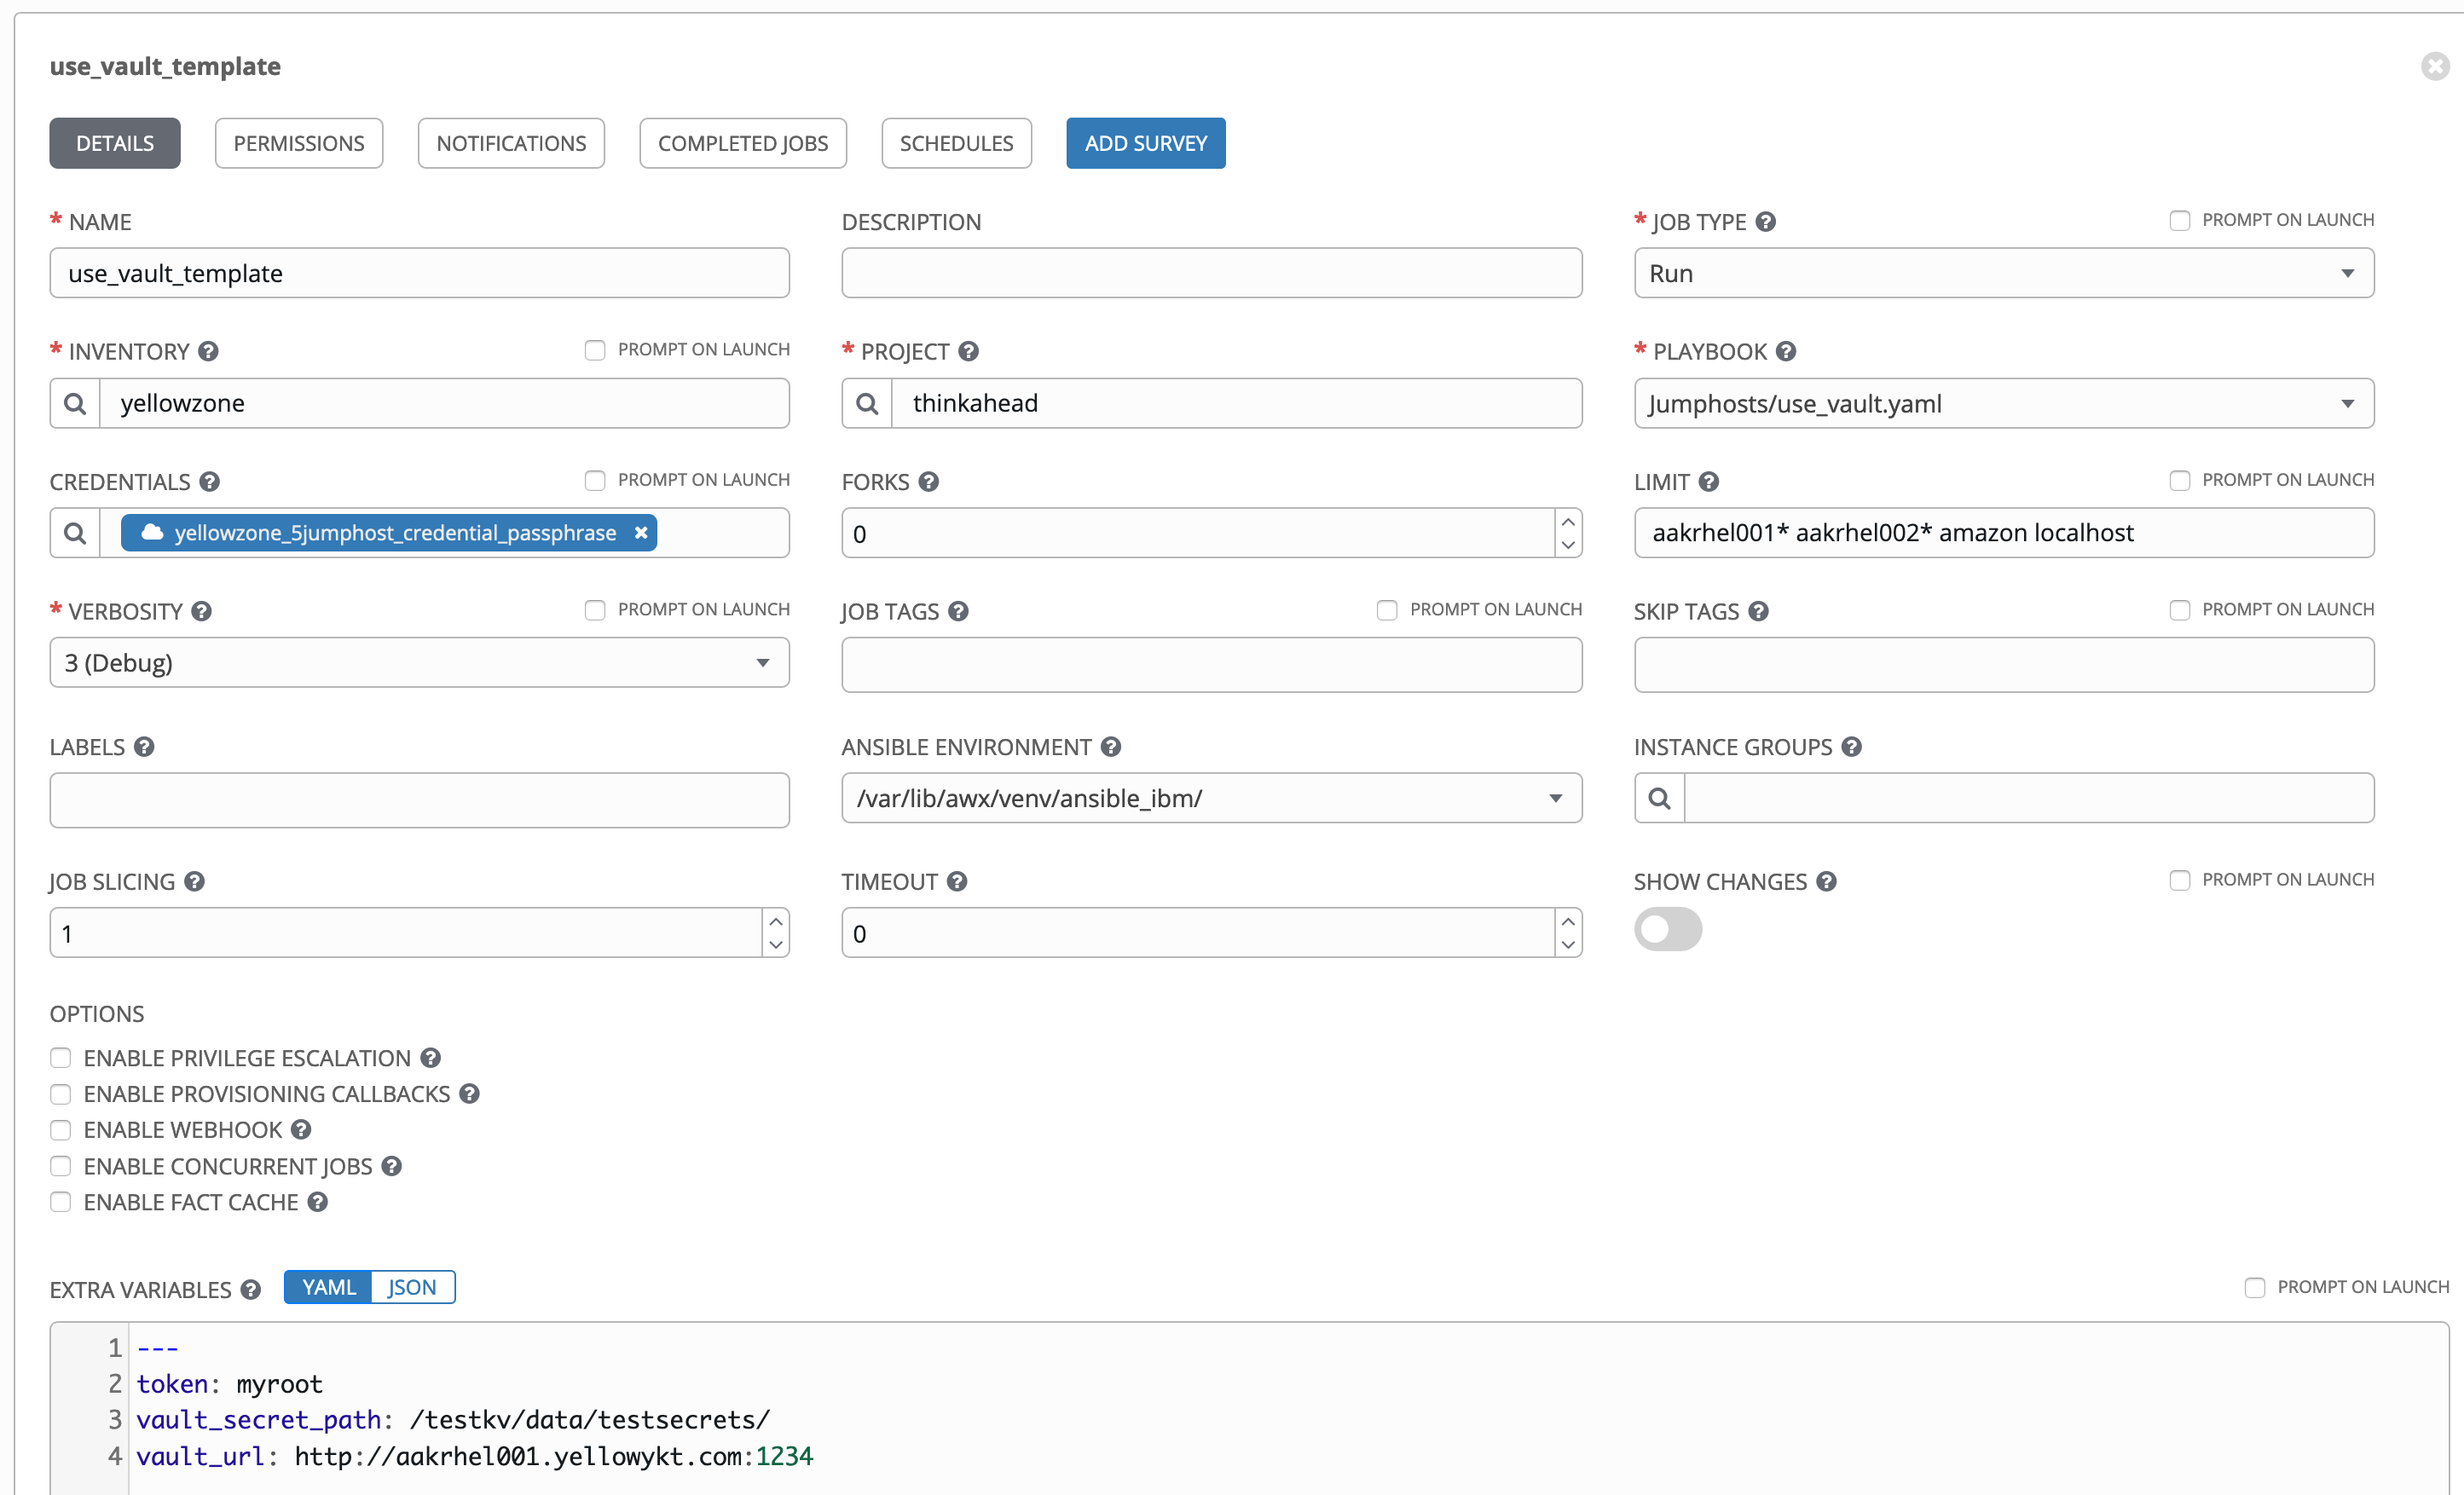 use_vault_template
DETAILS PERMISSIONS NOTIFICATIONS COMPLETED JOBS SCHEDULES ADD SURVEY
* NAME DESCRIPTION * JOB TYPE PROMPT ON LAUNCH
use_vault_template Run
* INVENTORY PROMPT ON LAUNCH * PROJECT * PLAYBOOK
yellowzone thinkahead Jumphosts/use_vault.yaml
CREDENTIALS PROMPT ON LAUNCH FORKS LIMIT PROMPT ON LAUNCH
yellowzone_5jumphost_credential_passphrase 0 aakrhel001* aakrhel002* amazon localhost
* VERBOSITY PROMPT ON LAUNCH JOB TAGS PROMPT ON LAUNCH SKIP TAGS PROMPT ON LAUNCH
3 (Debug)
LABELS ANSIBLE ENVIRONMENT INSTANCE GROUPS
/var/lib/awx/venv/ansible_ibm/
JOB SLICING TIMEOUT SHOW CHANGES PROMPT ON LAUNCH
1 0
OPTIONS
ENABLE PRIVILEGE ESCALATION
ENABLE PROVISIONING CALLBACKS
ENABLE WEBHOOK
ENABLE CONCURRENT JOBS
ENABLE FACT CACHE
EXTRA VARIABLES YAML JSON PROMPT ON LAUNCH
1 ---
2 token: myroot
3 vault_secret_path: /testkv/data/testsecrets/
4 vault_url: http://aakrhel001.yellowykt.com:1234